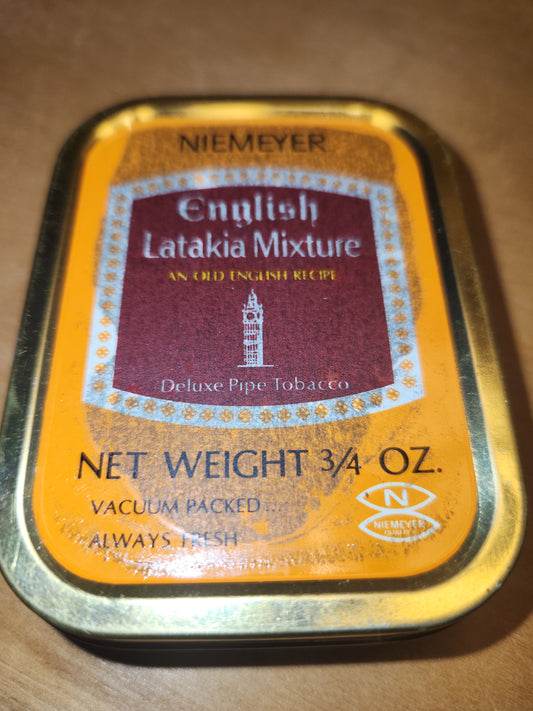 NIEMEYER
English
Latakia Mixture
AN OLD ENGLISH RECIPE
Deluxe Pipe Tobacco
NET WEIGHT 3/4 OZ.
VACUUM PACKED...
ALWAYS FRESH
N
NIEMEYER
QUALITY